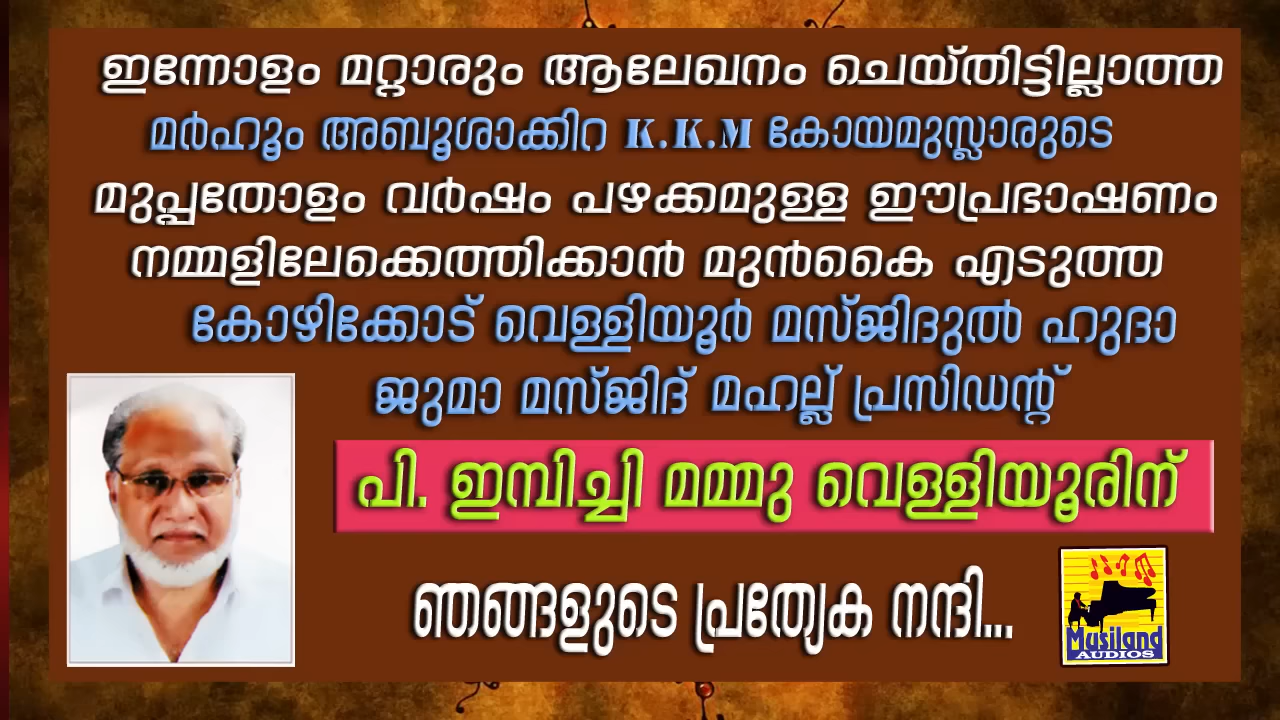 ഇന്നോളം മറ്റാരും ആലേഖനം ചെയ്തിട്ടില്ലാത്ത
മർഹൂം അബൂശാക്കിറ K.K.M കോയമുസ്ലാരുടെ
മുപ്പതോളം വർഷം പഴക്കമുള്ള ഈപ്രഭാഷണം
നമ്മളിലേക്കെത്തിക്കാൻ മുൻകൈ എടുത്ത
കോഴിക്കോട് വെള്ളിയൂർ മസ്ജിദുൽ ഹുദാ
ജുമാ മസ്ജിദ് മഹല്ല് പ്രസിഡന്റ്
പി. ഇമ്പിച്ചി മമ്മു വെള്ളിയൂരിന്
ഞങ്ങളുടെ പ്രത്യേക നന്ദി...
Musiland
AUDIOS